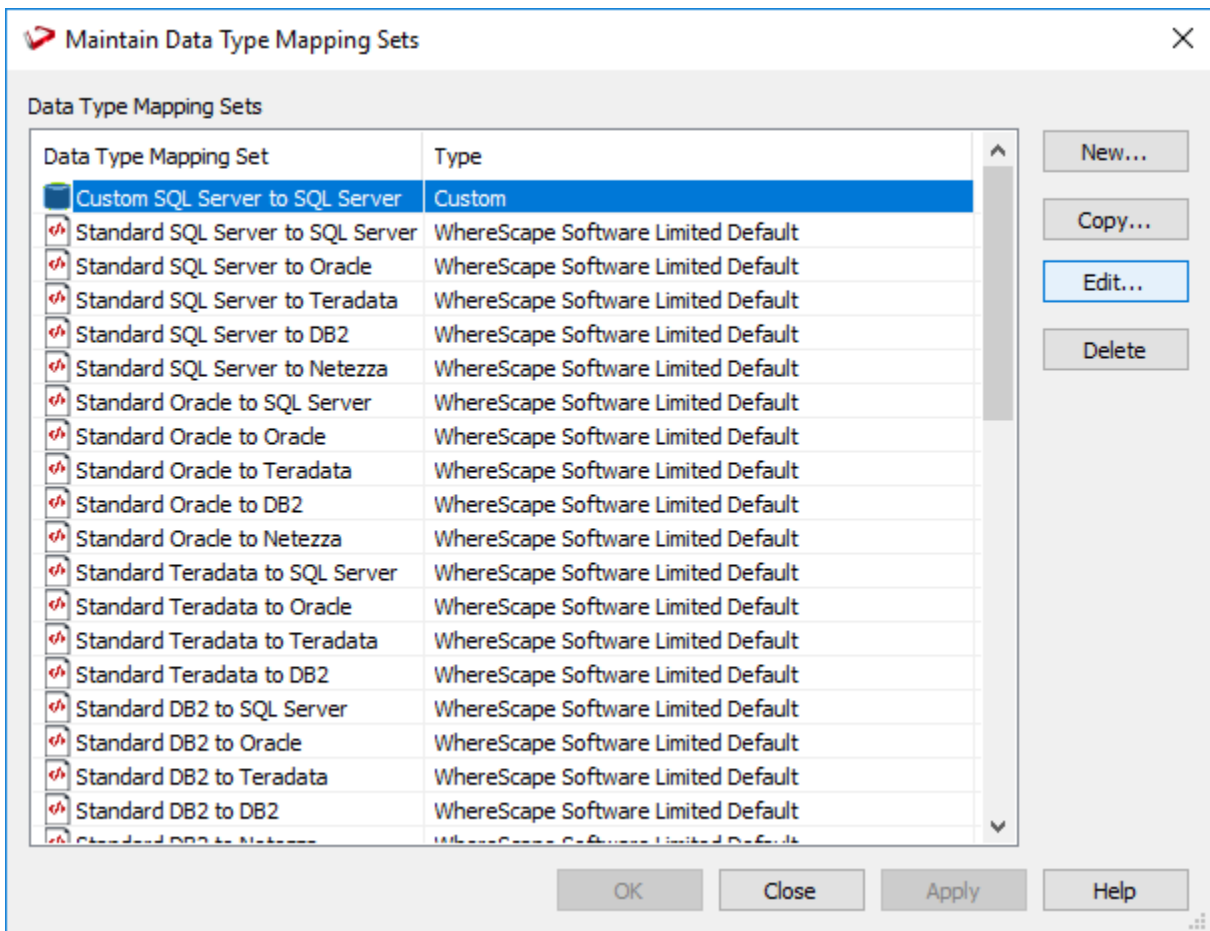 Maintain Data Type Mapping Sets
Data Type Mapping Sets
Data Type Mapping Set Type
New...
Custom SQL Server to SQL Server Custom
Copy...
Standard SQL Server to SQL Server WhereScape Software Limited Default
Standard SQL Server to Oracle WhereScape Software Limited Default
Edit...
Standard SQL Server to Teradata WhereScape Software Limited Default
Standard SQL Server to DB2 WhereScape Software Limited Default
Delete
Standard SQL Server to Netezza WhereScape Software Limited Default
Standard Oracle to SQL Server WhereScape Software Limited Default
Standard Oracle to Oracle WhereScape Software Limited Default
Standard Oracle to Teradata WhereScape Software Limited Default
Standard Oracle to DB2 WhereScape Software Limited Default
Standard Oracle to Netezza WhereScape Software Limited Default
Standard Teradata to SQL Server WhereScape Software Limited Default
Standard Teradata to Oracle WhereScape Software Limited Default
Standard Teradata to Teradata WhereScape Software Limited Default
Standard Teradata to DB2 WhereScape Software Limited Default
Standard DB2 to SQL Server WhereScape Software Limited Default
Standard DB2 to Oracle WhereScape Software Limited Default
Standard DB2 to Teradata WhereScape Software Limited Default
Standard DB2 to DB2 WhereScape Software Limited Default
Standard DB2 to Netezza WhereScape Software Limited Default
OK Close Apply Help